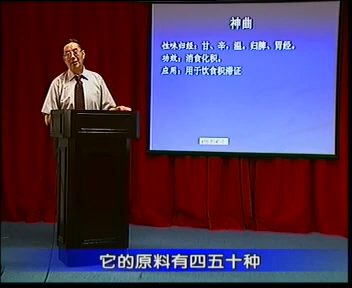 神曲
性味归经：甘、辛，温。归脾、胃经。
功效：消食化积。
应用：用于饮食积滞证
它的原料有四五十种